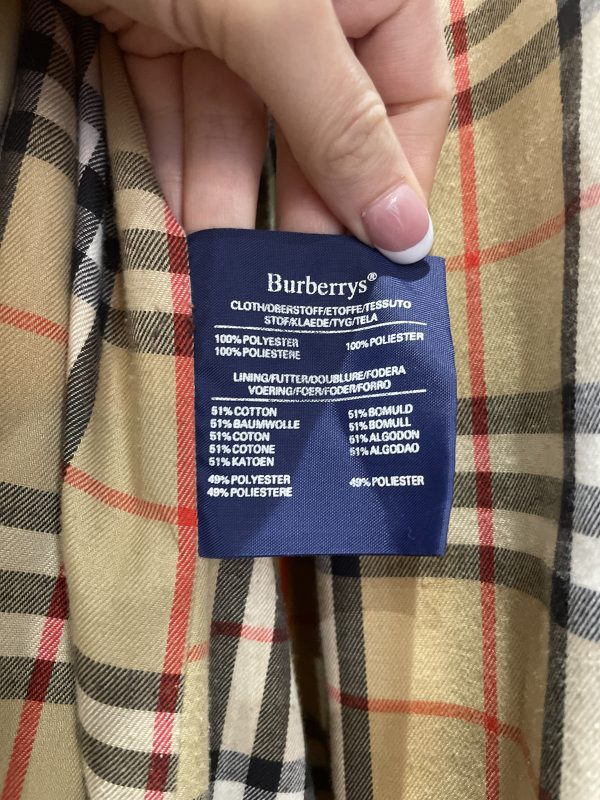 Burberrys®
CLOTH/OBERSTOFF/ETOFFE/TESSUTO
STOF/KLAEDE/TYG/TELA
100% POLYESTER 100% POLIESTER
100% POLIESTERE
LINING/FUTTER/DOUBLURE/FODERA
VOERING/FOER/FODER/FORRO
51% COTTON 51% BOMULD
51% BAUMWOLLE 51% BOMULL
51% COTON 51% ALGODON
51% COTONE 51% ALGODAO
51% KATOEN
49% POLYESTER 49% POLIESTER
49% POLIESTERE